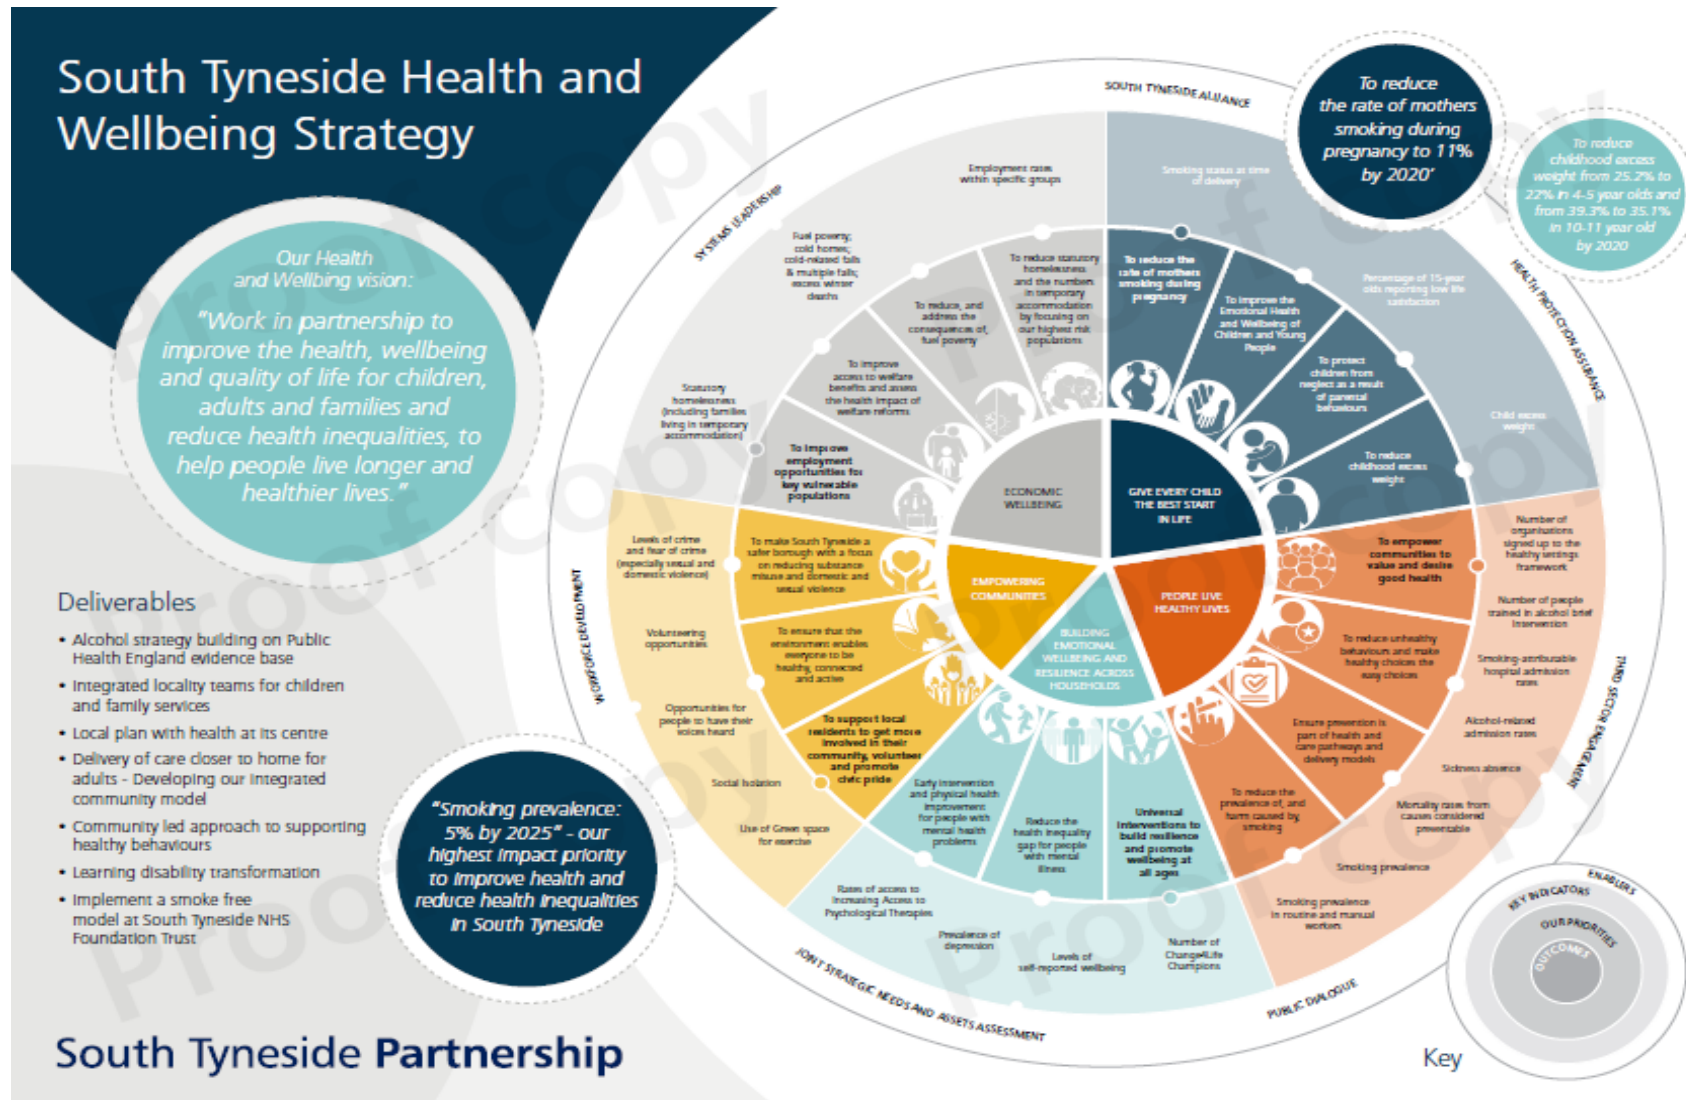 South Tyneside Health and
Wellbeing Strategy
Our Health
and Wellbing vision:
"Work in partnership to
improve the health, wellbeing
and quality of life for children,
adults and families and
reduce health inequalities, to
help people live longer and
healthier lives."
Deliverables
• Alcohol strategy building on Public
Health England evidence base
• Integrated locality teams for children
and family services
• Local plan with health at its centre
• Delivery of care closer to home for
adults - Developing our integrated
community model
• Community led approach to supporting
healthy behaviours
• Learning disability transformation
• Implement a smoke free
model at South Tyneside NHS
Foundation Trust
"Smoking prevalence:
5% by 2025" - our
highest impact priority
to improve health and
reduce health inequalities
in South Tyneside
South Tyneside Partnership
To reduce
the rate of mothers
smoking during
pregnancy to 11%
by 2020'
To reduce
childhood excess
weight from 25.2% to
22% in 4-5 year olds and
from 39.3% to 35.1%
in 10-11 year old
by 2020
SOUTH TYNESIDE ALLIANCE
HEALTH PROTECTION ASSURANCE
THIRD SECTOR ENGAGEMENT
PUBLIC DIALOGUE
JOINT STRATEGIC NEEDS AND ASSETS ASSESSMENT
WORKFORCE DEVELOPMENT
SYSTEMS LEADERSHIP
Smoking status at time
of delivery
Percentage of 15-year
olds reporting low life
satisfaction
Child excess
weight
To reduce the
rate of mothers
smoking during
pregnancy
To improve the
Emotional Health
and Wellbeing of
Children and Young
People
To protect
children from
neglect as a result
of parental
behaviours
To reduce
childhood excess
weight
GIVE EVERY CHILD
THE BEST START
IN LIFE
Number of
organisations
signed up to the
healthy settings
framework
Number of people
trained in alcohol brief
intervention
Smoking-attributable
hospital admission
rates
Alcohol-related
admission rates
Sickness absence
Mortality rates from
causes considered
preventable
Smoking prevalence
Smoking prevalence
in routine and manual
workers
To empower
communities to
value and desire
good health
To reduce unhealthy
behaviours and make
healthy choices the
easy choices
Ensure prevention is
part of health and
care pathways and
delivery models
To reduce the
prevalence of, and
harm caused by,
smoking
PEOPLE LIVE
HEALTHY LIVES
Universal
interventions to
build resilience
and promote
wellbeing at
all ages
Reduce the
health inequality
gap for people
with mental
illness
Early intervention
and physical health
improvement
for people with
mental health
problems
BUILDING
EMOTIONAL
WELLBEING AND
RESILIENCE ACROSS
HOUSEHOLDS
Number of
Change4Life
Champions
Levels of
self-reported wellbeing
Prevalence of
depression
Rates of access to
Increasing Access to
Psychological Therapies
Levels of crime
and fear of crime
(especially sexual and
domestic violence)
Volunteering
opportunities
Opportunities for
people to have their
voices heard
Social Isolation
Use of Green space
for exercise
To make South Tyneside a
safer borough with a focus
on reducing substance
misuse and domestic and
sexual violence
To ensure that the
environment enables
everyone to be
healthy, connected
and active
To support local
residents to get more
involved in their
community, volunteer
and promote
civic pride
EMPOWERING
COMMUNITIES
Employment rates
within specific groups
Fuel poverty;
cold homes;
cold-related falls
& multiple falls;
excess winter
deaths
Statutory
homelessness
(including families
living in temporary
accommodation)
To reduce statutory
homelessness
and the numbers
in temporary
accommodation
by focusing on
our highest risk
populations
To reduce, and
address the
consequences of,
fuel poverty
To improve
access to welfare
benefits and assess
the health impact of
welfare reforms
To improve
employment
opportunities for
key vulnerable
populations
ECONOMIC
WELLBEING
Key
ENABLERS
KEY INDICATORS
OUR PRIORITIES
OUTCOMES
Proof copy
Proof copy
Proof copy
Proof copy
Proof copy
Proof copy